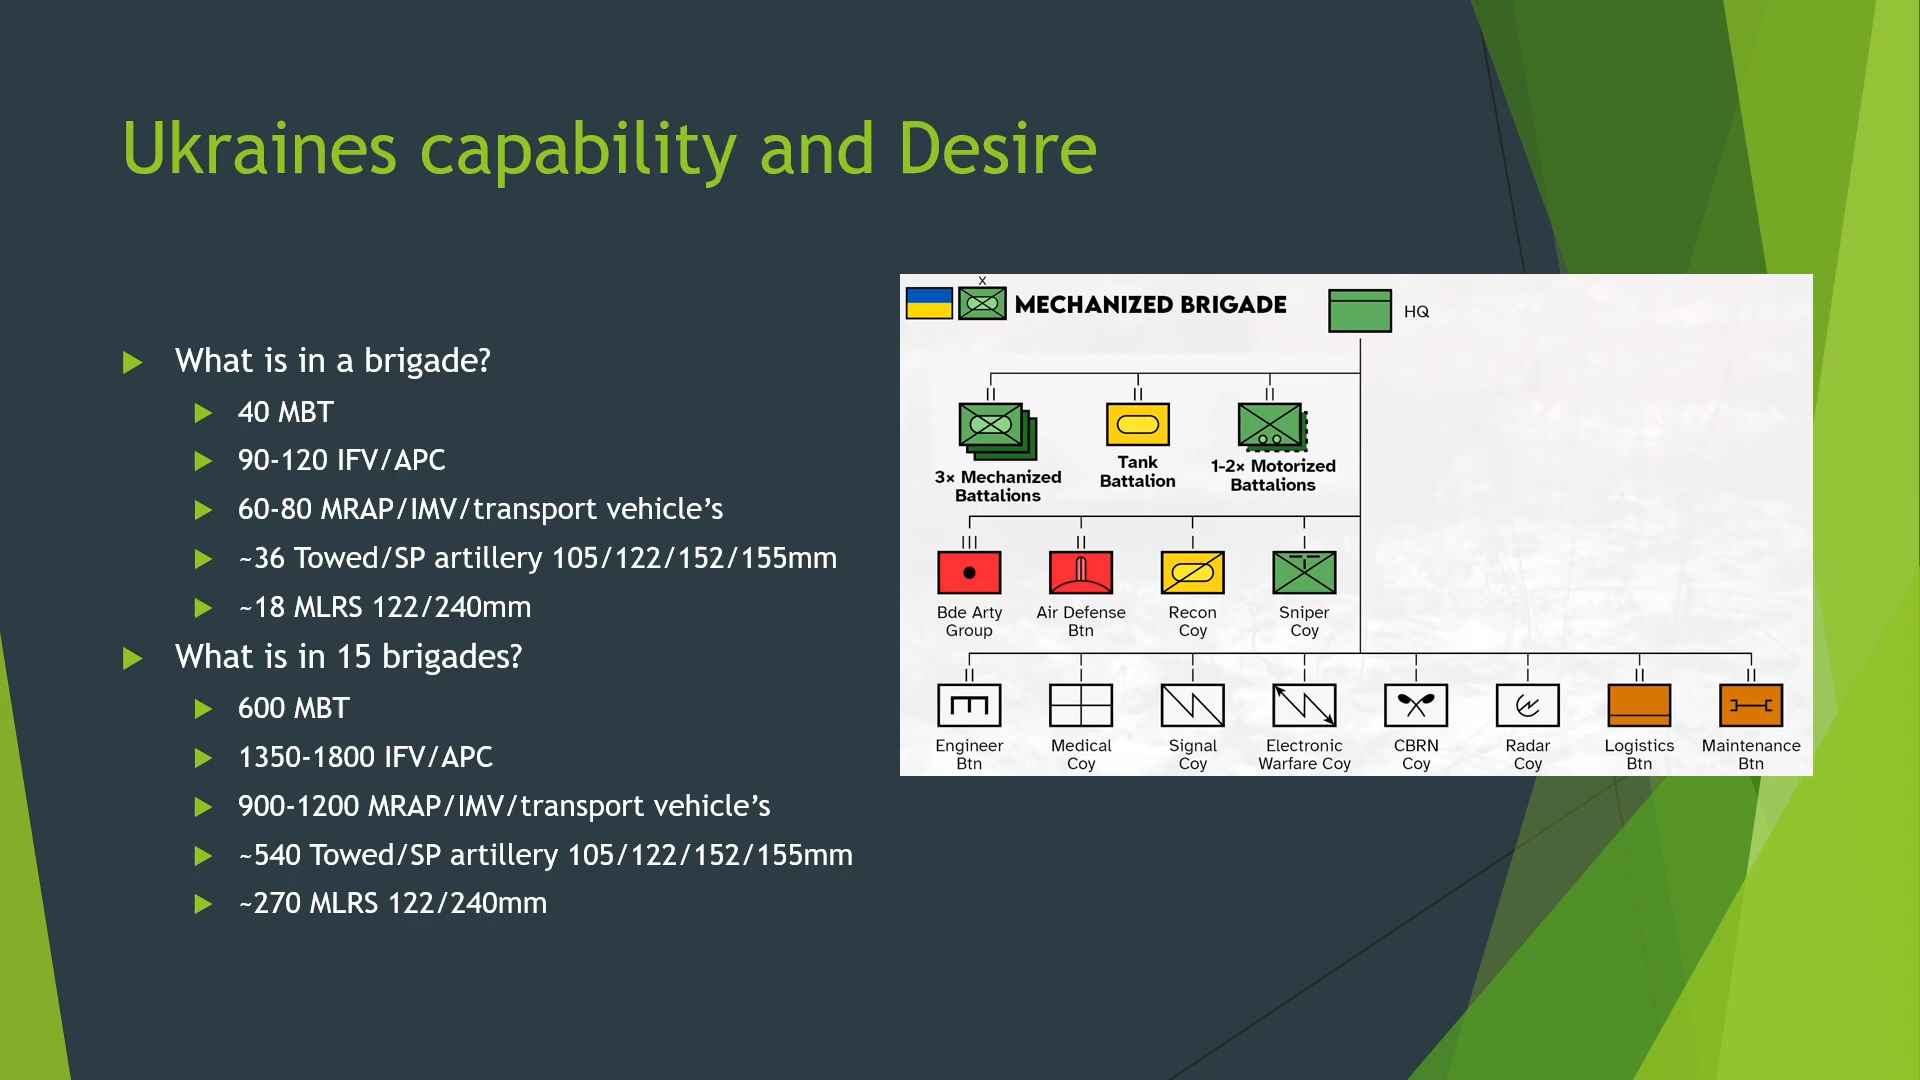 Ukraines capability and Desire
What is in a brigade?
40 MBT
90-120 IFV/APC
60-80 MRAP/IMV/transport vehicle’s
~36 Towed/SP artillery 105/122/152/155mm
~18 MLRS 122/240mm
What is in 15 brigades?
600 MBT
1350-1800 IFV/APC
900-1200 MRAP/IMV/transport vehicle’s
~540 Towed/SP artillery 105/122/152/155mm
~270 MLRS 122/240mm
X
MECHANIZED BRIGADE
HQ
3× Mechanized
Battalions
Tank
Battalion
1-2× Motorized
Battalions
Bde Arty
Group
Air Defense
Btn
Recon
Coy
Sniper
Coy
Engineer
Btn
Medical
Coy
Signal
Coy
Electronic
Warfare Coy
CBRN
Coy
Radar
Coy
Logistics
Btn
Maintenance
Btn